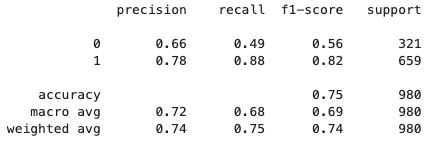 precision recall f1-score support
0 0.66 0.49 0.56 321
1 0.78 0.88 0.82 659
accuracy 0.75 980
macro avg 0.72 0.68 0.69 980
weighted avg 0.74 0.75 0.74 980